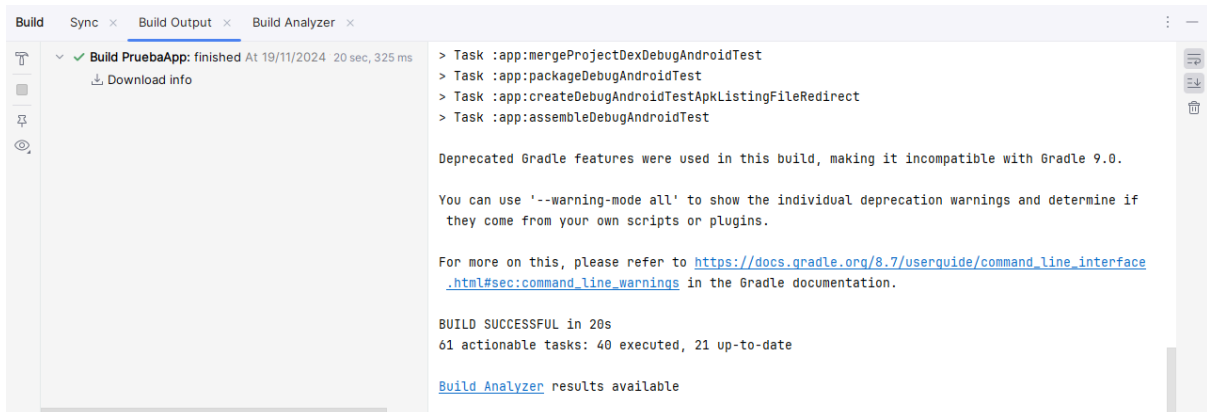 Build Sync × Build Output × Build Analyzer ×
Build PruebaApp: finished At 19/11/2024 20 sec, 325 ms
Download info
> Task :app:mergeProjectDexDebugAndroidTest
> Task :app:packageDebugAndroidTest
> Task :app:createDebugAndroidTestApkListingFileRedirect
> Task :app:assembleDebugAndroidTest
Deprecated Gradle features were used in this build, making it incompatible with Gradle 9.0.
You can use '--warning-mode all' to show the individual deprecation warnings and determine if
they come from your own scripts or plugins.
For more on this, please refer to https://docs.gradle.org/8.7/userguide/command_line_interface
.html#sec:command_line_warnings in the Gradle documentation.
BUILD SUCCESSFUL in 20s
61 actionable tasks: 40 executed, 21 up-to-date
Build Analyzer results available